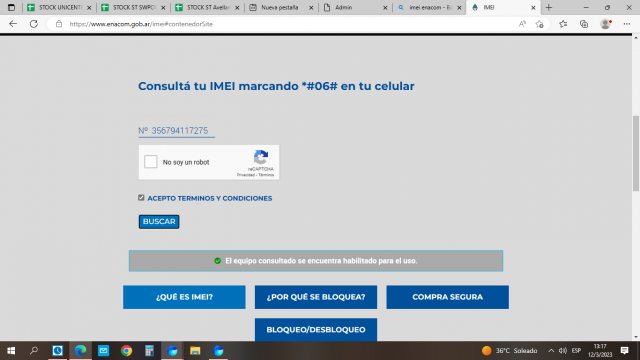 STOCK UNICENTE
STOCK ST SWPO
STOCK ST Avellan
Nueva pestaña
Admin
imei enacom - Bi
IMEI
https://www.enacom.gob.ar/imei#contenedorSite
Consultá tu IMEI marcando *#06# en tu celular
Nº 356794117275
No soy un robot
reCAPTCHA
Privacidad - Términos
ACEPTO TERMINOS Y CONDICIONES
BUSCAR
El equipo consultado se encuentra habilitado para el uso.
¿QUÉ ES IMEI?
¿POR QUÉ SE BLOQUEA?
COMPRA SEGURA
BLOQUEO/DESBLOQUEO
36°C Soleado
ESP
13:17
12/3/2023